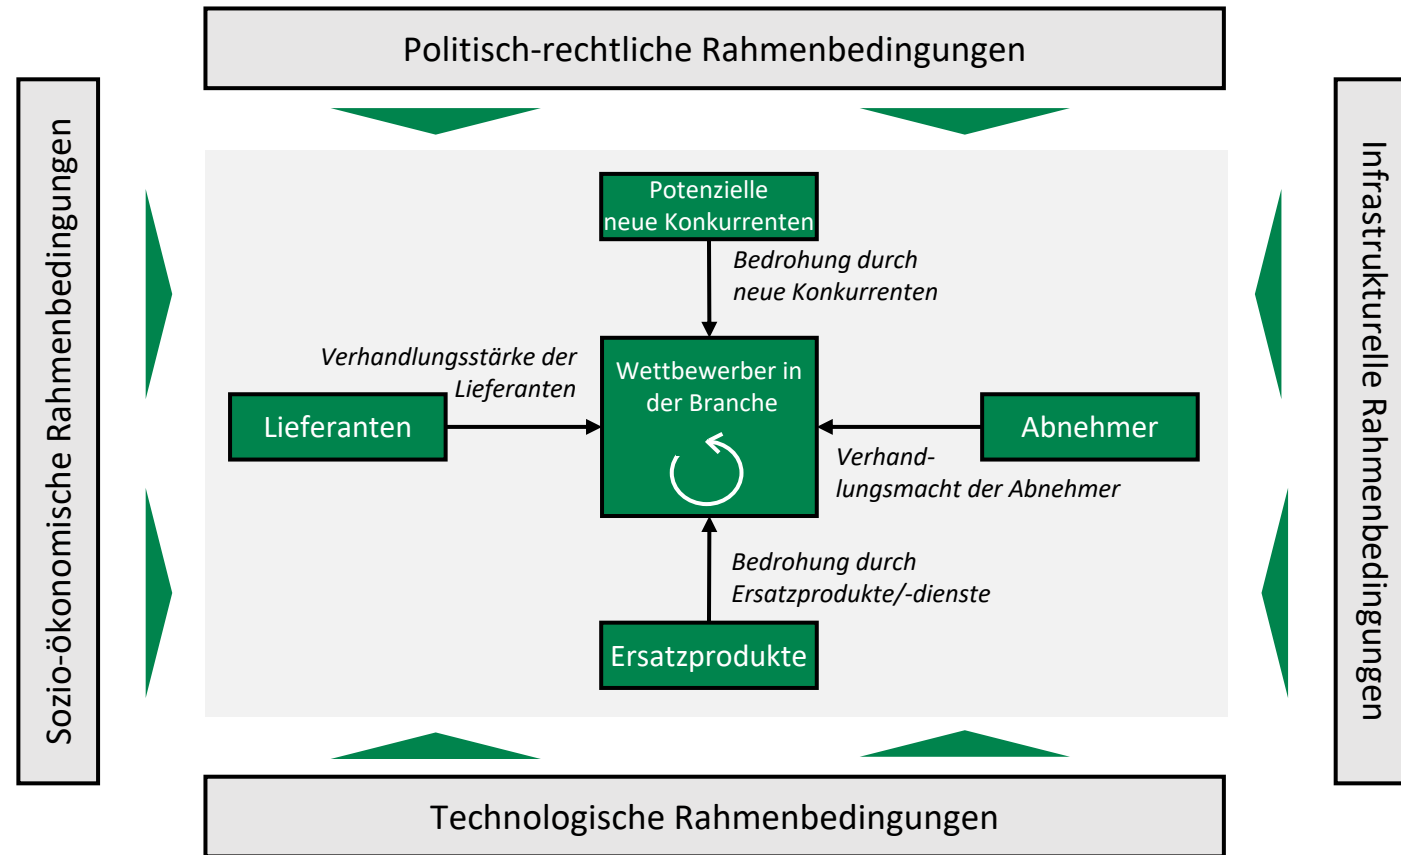 Politisch-rechtliche Rahmenbedingungen
Sozio-ökonomische Rahmenbedingungen
Infrastrukturelle Rahmenbedingungen
Potenzielle
neue Konkurrenten
Bedrohung durch
neue Konkurrenten
Verhandlungsstärke der
Lieferanten
Lieferanten
Wettbewerber in
der Branche
Abnehmer
Verhand-
lungsmacht der Abnehmer
Bedrohung durch
Ersatzprodukte/-dienste
Ersatzprodukte
Technologische Rahmenbedingungen